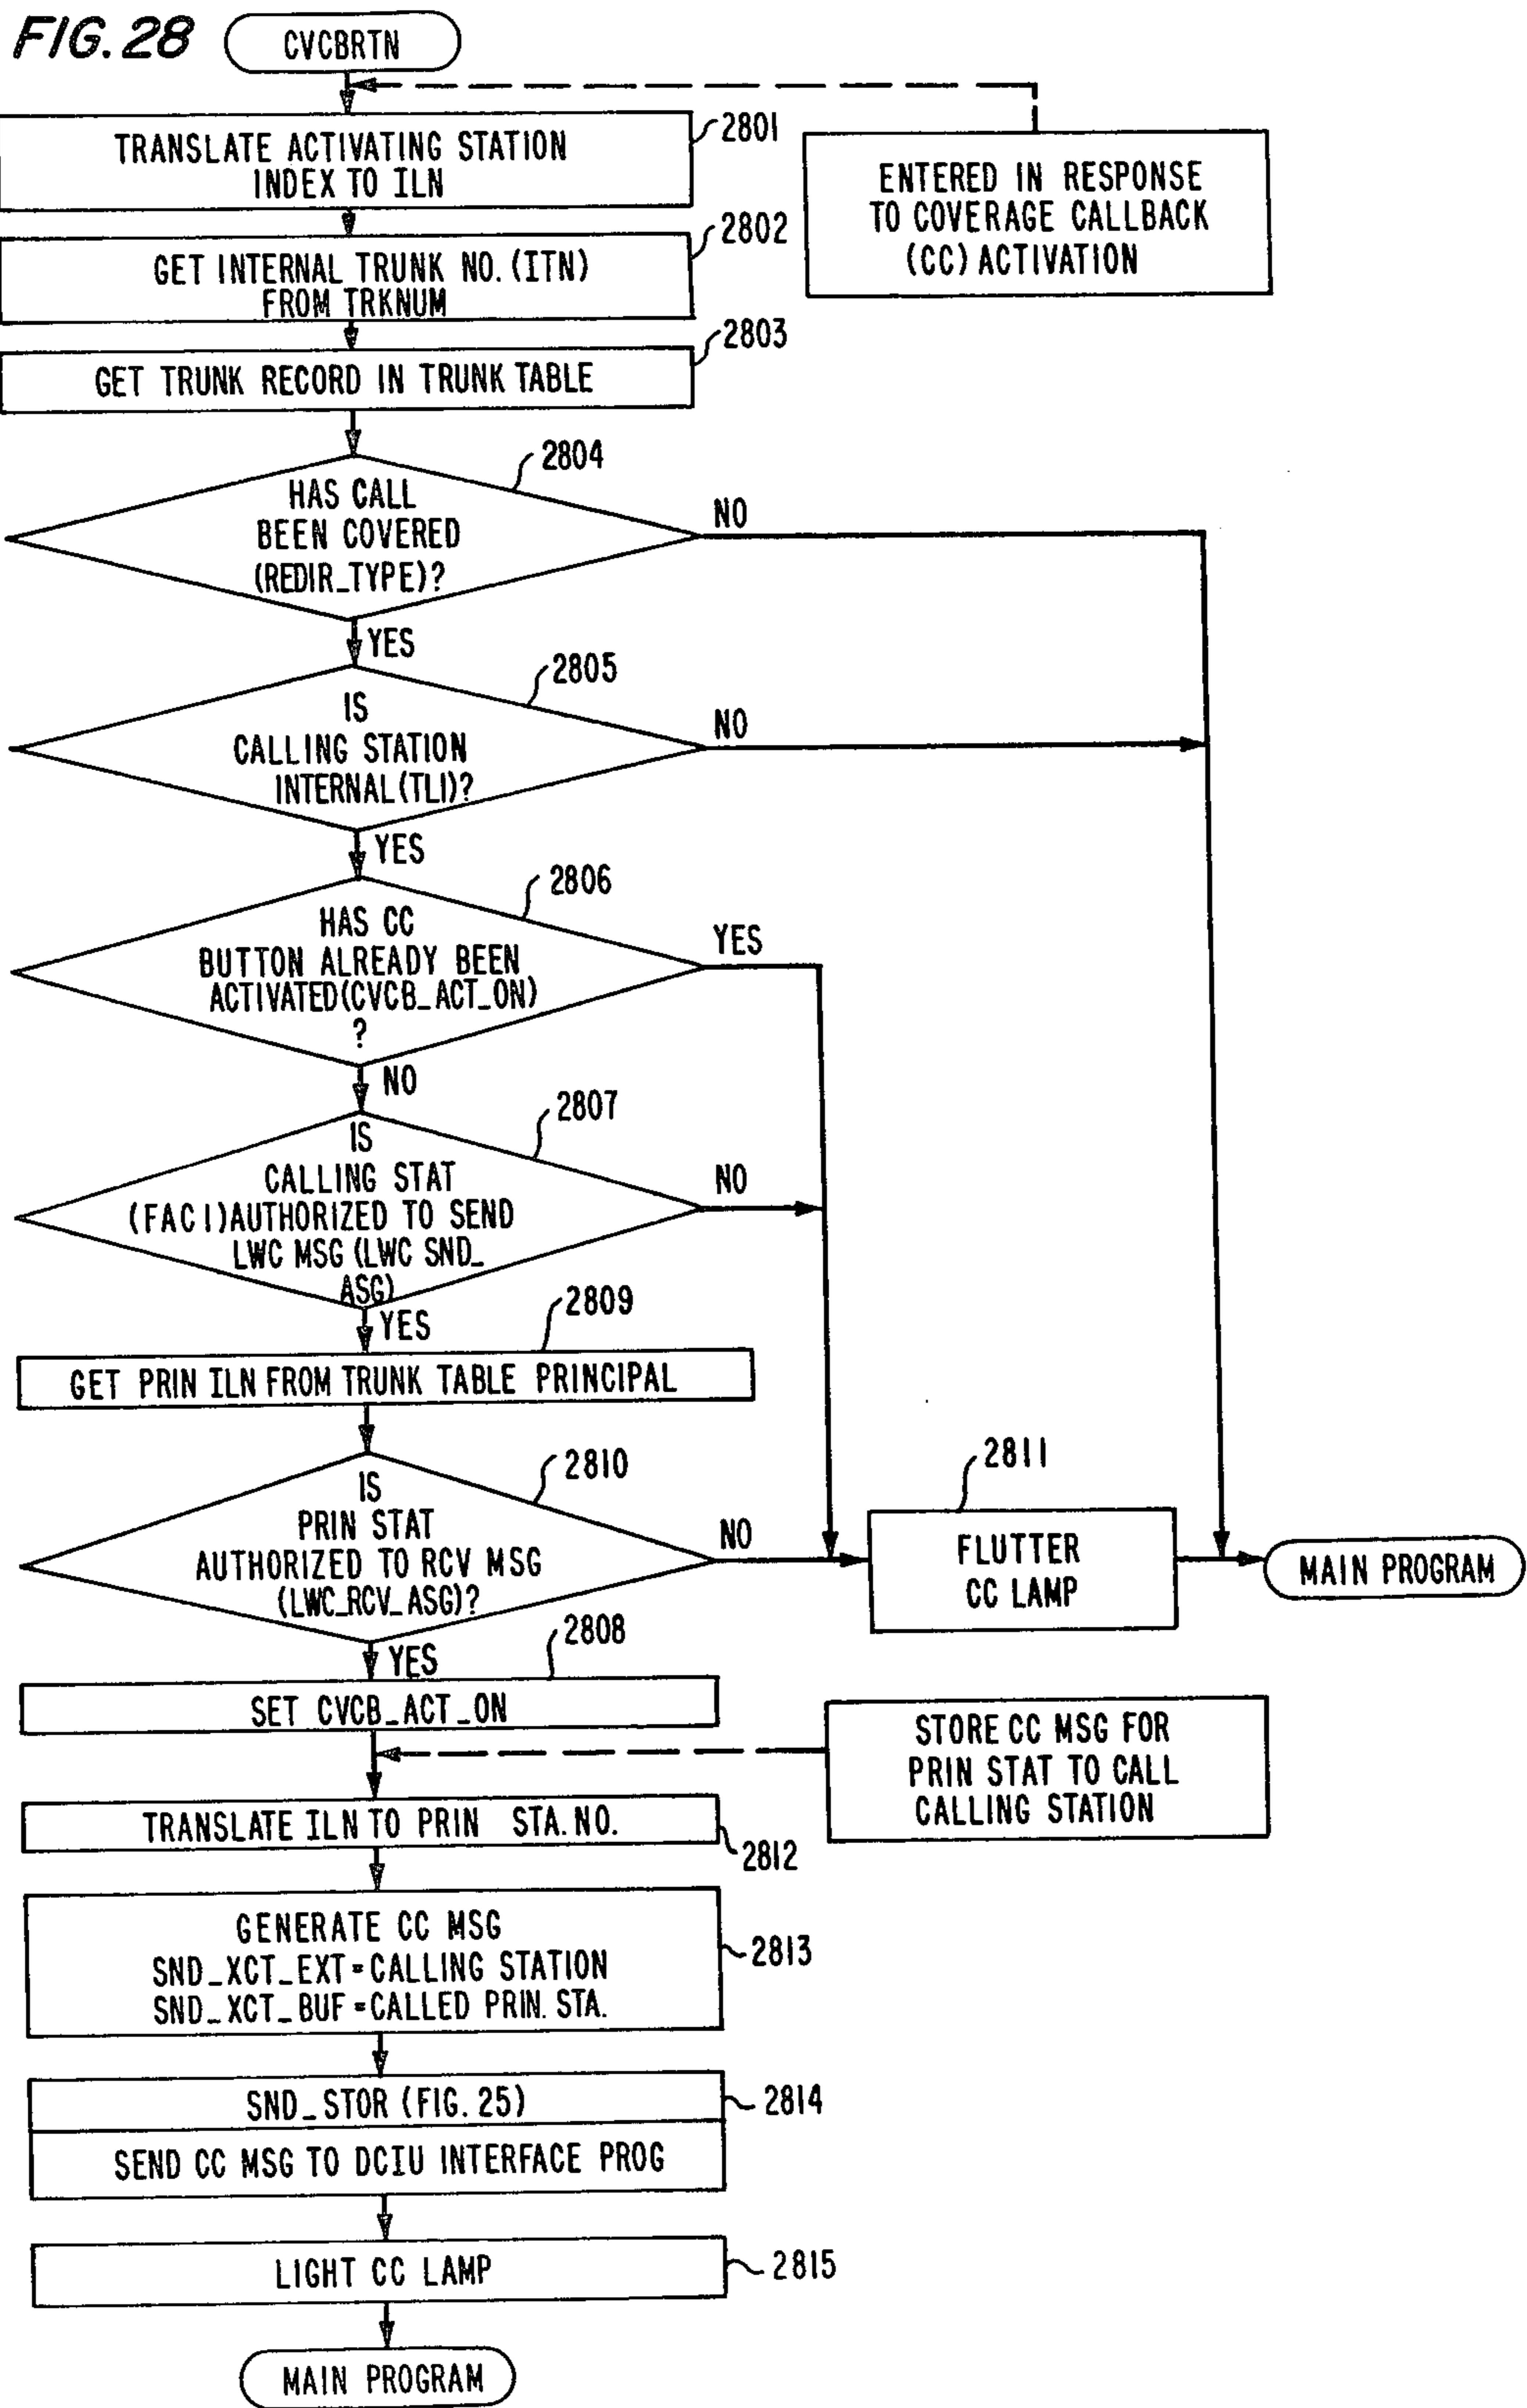 FIG. 28
CVCBRTN
TRANSLATE ACTIVATING STATION
INDEX TO ILN
2801
ENTERED IN RESPONSE
TO COVERAGE CALLBACK
(CC) ACTIVATION
GET INTERNAL TRUNK NO. (ITN)
FROM TRKNUM
2802
GET TRUNK RECORD IN TRUNK TABLE
2803
HAS CALL
BEEN COVERED
(REDIR_TYPE)?
2804
NO
YES
IS
CALLING STATION
INTERNAL (TLI)?
2805
NO
YES
HAS CC
BUTTON ALREADY BEEN
ACTIVATED (CVCB_ACT_ON)
?
2806
YES
NO
IS
CALLING STAT
(FAC I) AUTHORIZED TO SEND
LWC MSG (LWC SND_
ASG)
2807
NO
YES
GET PRIN ILN FROM TRUNK TABLE PRINCIPAL
2809
IS
PRIN STAT
AUTHORIZED TO RCV MSG
(LWC_RCV_ASG)?
2810
NO
YES
FLUTTER
CC LAMP
2811
MAIN PROGRAM
SET CVCB_ACT_ON
2808
STORE CC MSG FOR
PRIN STAT TO CALL
CALLING STATION
TRANSLATE ILN TO PRIN STA. NO.
2812
GENERATE CC MSG
SND_XCT_EXT = CALLING STATION
SND_XCT_BUF = CALLED PRIN. STA.
2813
SND_STOR (FIG. 25)
2814
SEND CC MSG TO DCIU INTERFACE PROG
LIGHT CC LAMP
2815
MAIN PROGRAM